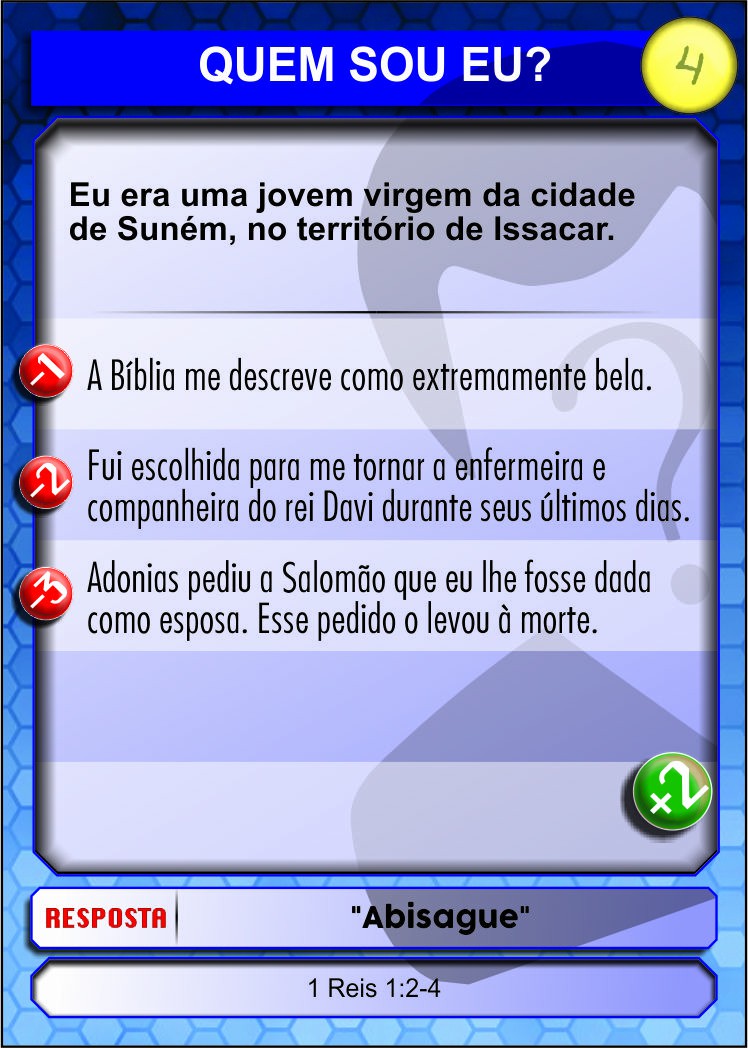 QUEM SOU EU?
4
Eu era uma jovem virgem da cidade
de Suném, no território de Issacar.
1
A Bíblia me descreve como extremamente bela.
2
Fui escolhida para me tornar a enfermeira e
companheira do rei Davi durante seus últimos dias.
3
Adonias pediu a Salomão que eu lhe fosse dada
como esposa. Esse pedido o levou à morte.
?
x2
RESPOSTA
"Abisague"
1 Reis 1:2-4